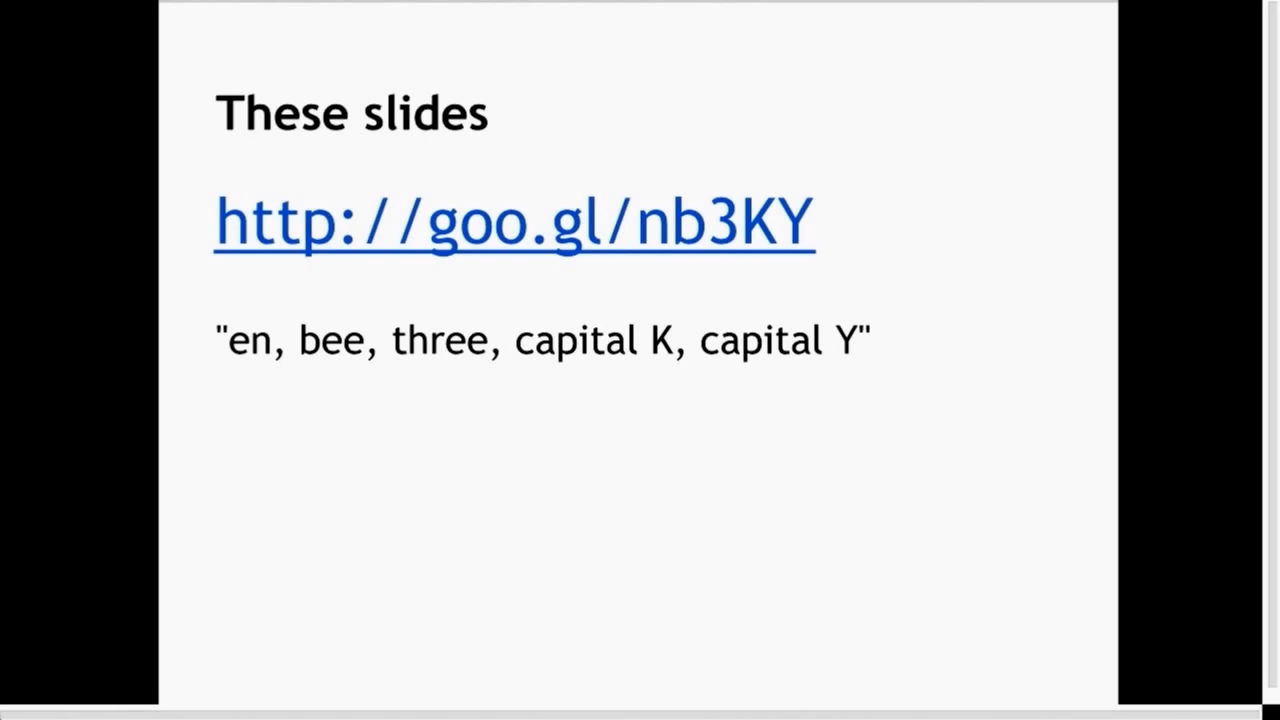 These slides
http://goo.gl/nb3KY
"en, bee, three, capital K, capital Y"